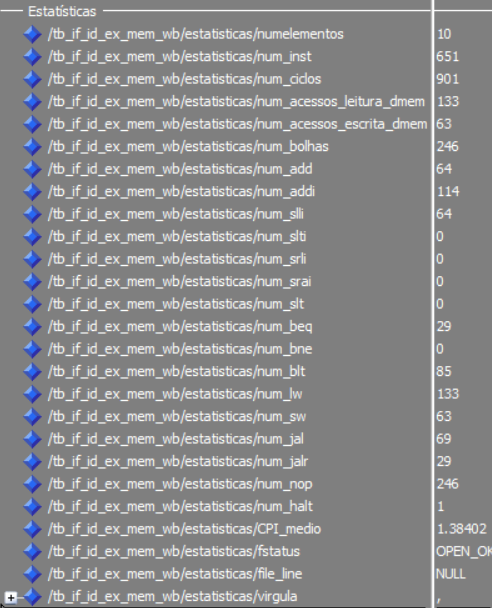 Estatísticas
/tb_if_id_ex_mem_wb/estatisticas/numelementos 10
/tb_if_id_ex_mem_wb/estatisticas/num_inst 651
/tb_if_id_ex_mem_wb/estatisticas/num_ciclos 901
/tb_if_id_ex_mem_wb/estatisticas/num_acessos_leitura_dmem 133
/tb_if_id_ex_mem_wb/estatisticas/num_acessos_escrita_dmem 63
/tb_if_id_ex_mem_wb/estatisticas/num_bolhas 246
/tb_if_id_ex_mem_wb/estatisticas/num_add 64
/tb_if_id_ex_mem_wb/estatisticas/num_addi 114
/tb_if_id_ex_mem_wb/estatisticas/num_slli 64
/tb_if_id_ex_mem_wb/estatisticas/num_slti 0
/tb_if_id_ex_mem_wb/estatisticas/num_srli 0
/tb_if_id_ex_mem_wb/estatisticas/num_srai 0
/tb_if_id_ex_mem_wb/estatisticas/num_slt 0
/tb_if_id_ex_mem_wb/estatisticas/num_beq 29
/tb_if_id_ex_mem_wb/estatisticas/num_bne 0
/tb_if_id_ex_mem_wb/estatisticas/num_blt 85
/tb_if_id_ex_mem_wb/estatisticas/num_lw 133
/tb_if_id_ex_mem_wb/estatisticas/num_sw 63
/tb_if_id_ex_mem_wb/estatisticas/num_jal 69
/tb_if_id_ex_mem_wb/estatisticas/num_jalr 29
/tb_if_id_ex_mem_wb/estatisticas/num_nop 246
/tb_if_id_ex_mem_wb/estatisticas/num_halt 1
/tb_if_id_ex_mem_wb/estatisticas/CPI_medio 1.38402
/tb_if_id_ex_mem_wb/estatisticas/fstatus OPEN_OK
/tb_if_id_ex_mem_wb/estatisticas/file_line NULL
/tb_if_id_ex_mem_wb/estatisticas/virgula ,